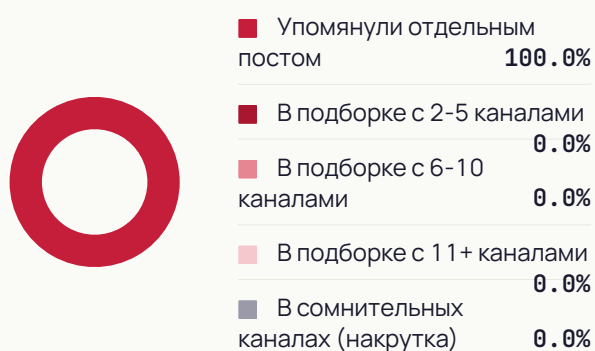 Упомянули отдельным
постом 100.0%
В подборке с 2-5 каналами
0.0%
В подборке с 6-10
каналами 0.0%
В подборке с 11+ каналами
0.0%
В сомнительных
каналах (накрутка) 0.0%